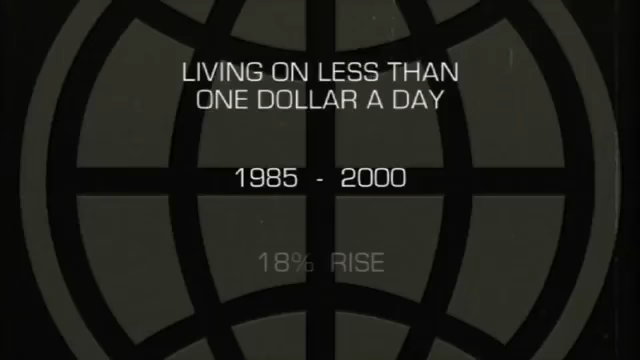 LIVING ON LESS THAN
ONE DOLLAR A DAY
1985 - 2000
18% RISE